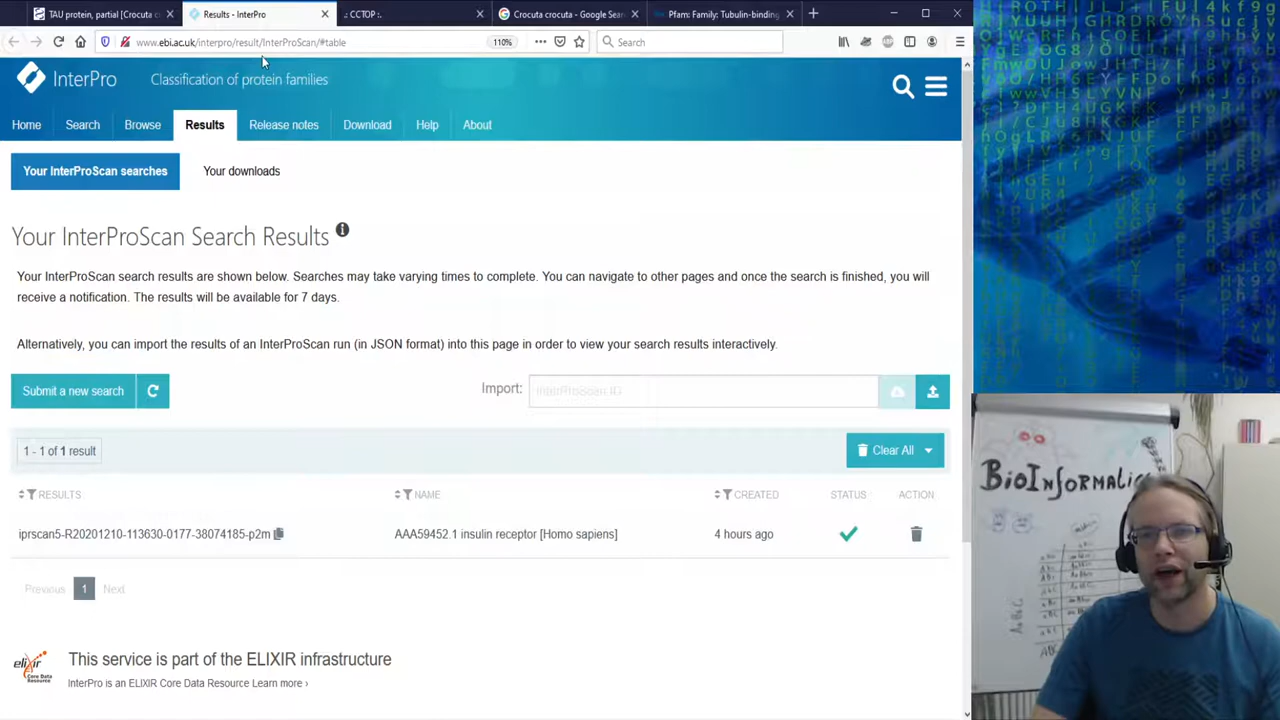 TAU protein, partial [Crocuta cr
Results - InterPro
.: CCTOP :.
Crocuta crocuta - Google Sear
Pfam: Family: Tubulin-binding
www.ebi.ac.uk/interpro/result/InterProScan/#table
110%
Search
InterPro
Classification of protein families
Home
Search
Browse
Results
Release notes
Download
Help
About
Your InterProScan searches
Your downloads
Your InterProScan Search Results
Your InterProScan search results are shown below. Searches may take varying times to complete. You can navigate to other pages and once the search is finished, you will
receive a notification. The results will be available for 7 days.
Alternatively, you can import the results of an InterProScan run (in JSON format) into this page in order to view your search results interactively.
Submit a new search
Import:
InterProScan ID
1 - 1 of 1 result
Clear All
RESULTS
NAME
CREATED
STATUS
ACTION
iprscan5-R20201210-113630-0177-38074185-p2m
AAA59452.1 insulin receptor [Homo sapiens]
4 hours ago
Previous
1
Next
elixir
Core Data
Resource
This service is part of the ELIXIR infrastructure
InterPro is an ELIXIR Core Data Resource Learn more ›
BioInformatic